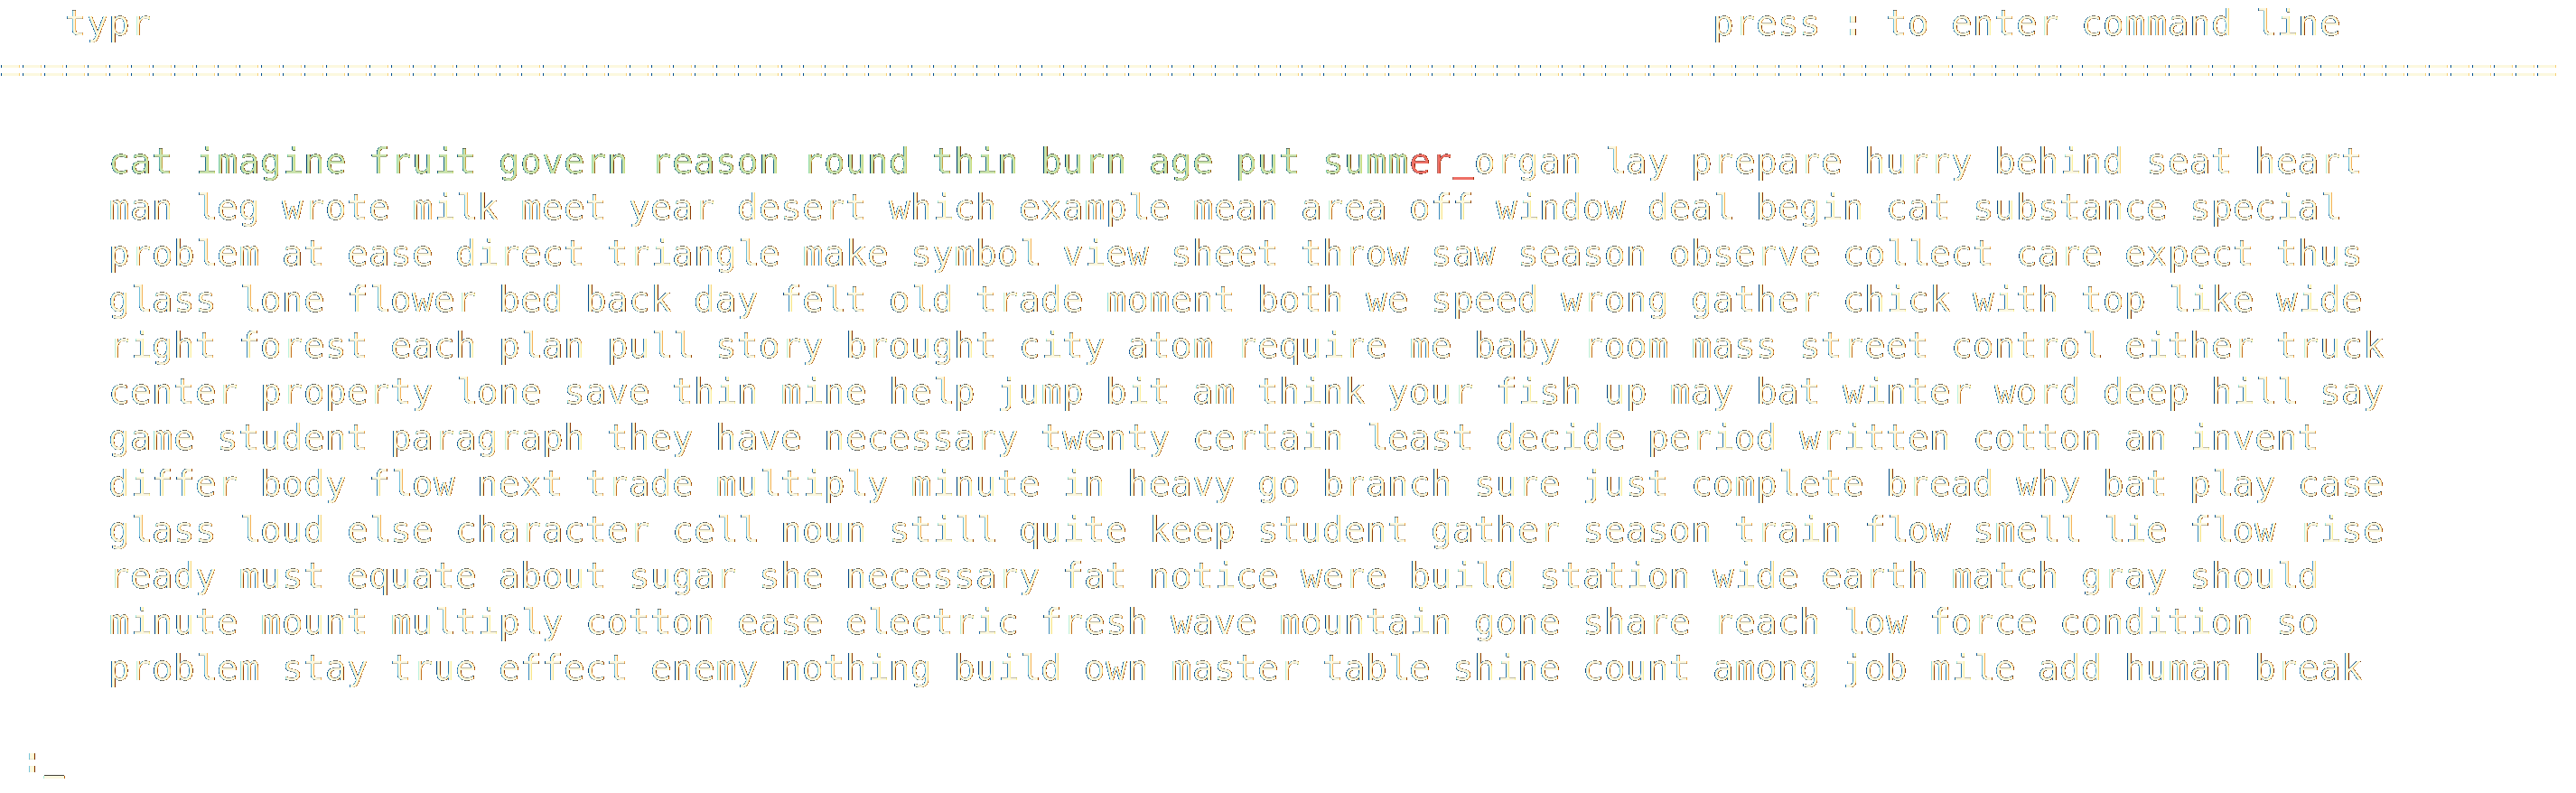 typr press : to enter command line
cat imagine fruit govern reason round thin burn age put summer_organ lay prepare hurry behind seat heart
man leg wrote milk meet year desert which example mean area off window deal begin cat substance special
problem at ease direct triangle make symbol view sheet throw saw season observe collect care expect thus
glass lone flower bed back day felt old trade moment both we speed wrong gather chick with top like wide
right forest each plan pull story brought city atom require me baby room mass street control either truck
center property lone save thin mine help jump bit am think your fish up may bat winter word deep hill say
game student paragraph they have necessary twenty certain least decide period written cotton an invent
differ body flow next trade multiply minute in heavy go branch sure just complete bread why bat play case
glass loud else character cell noun still quite keep student gather season train flow smell lie flow rise
ready must equate about sugar she necessary fat notice were build station wide earth match gray should
minute mount multiply cotton ease electric fresh wave mountain gone share reach low force condition so
problem stay true effect enemy nothing build own master table shine count among job mile add human break
:_